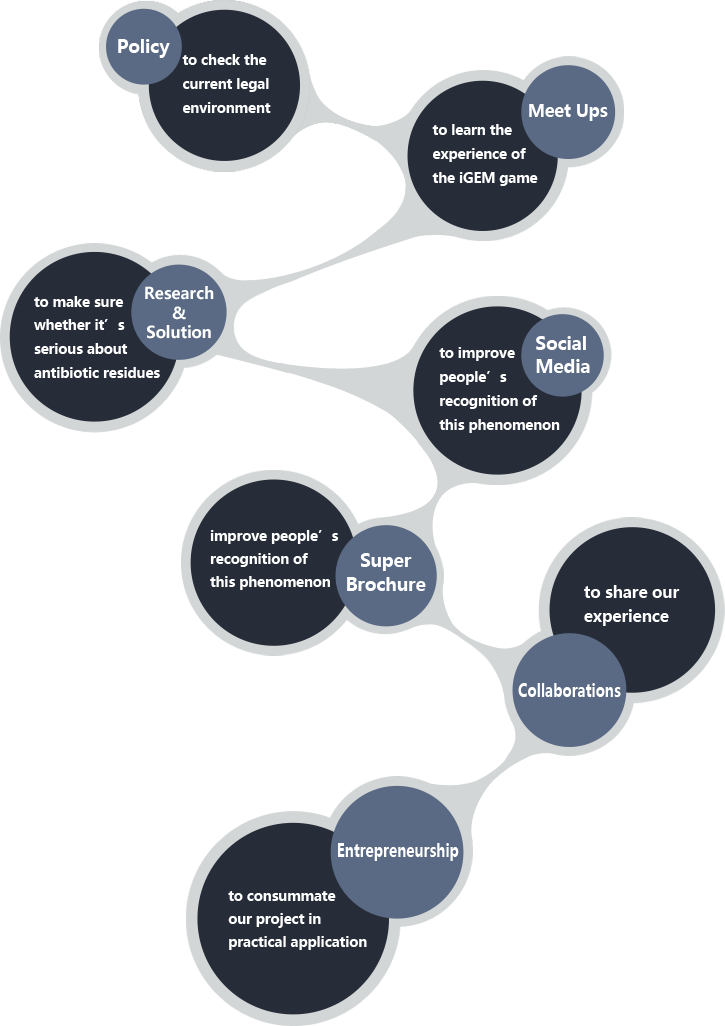 Policy
to check the
current legal
environment
Meet Ups
to learn the
experience of
the iGEM game
Research
&
Solution
to make sure
whether it’s
serious about
antibiotic residues
Social
Media
to improve
people’s
recognition of
this phenomenon
improve people’s
recognition of
this phenomenon
Super
Brochure
to share our
experience
Collaborations
Entrepreneurship
to consummate
our project in
practical application